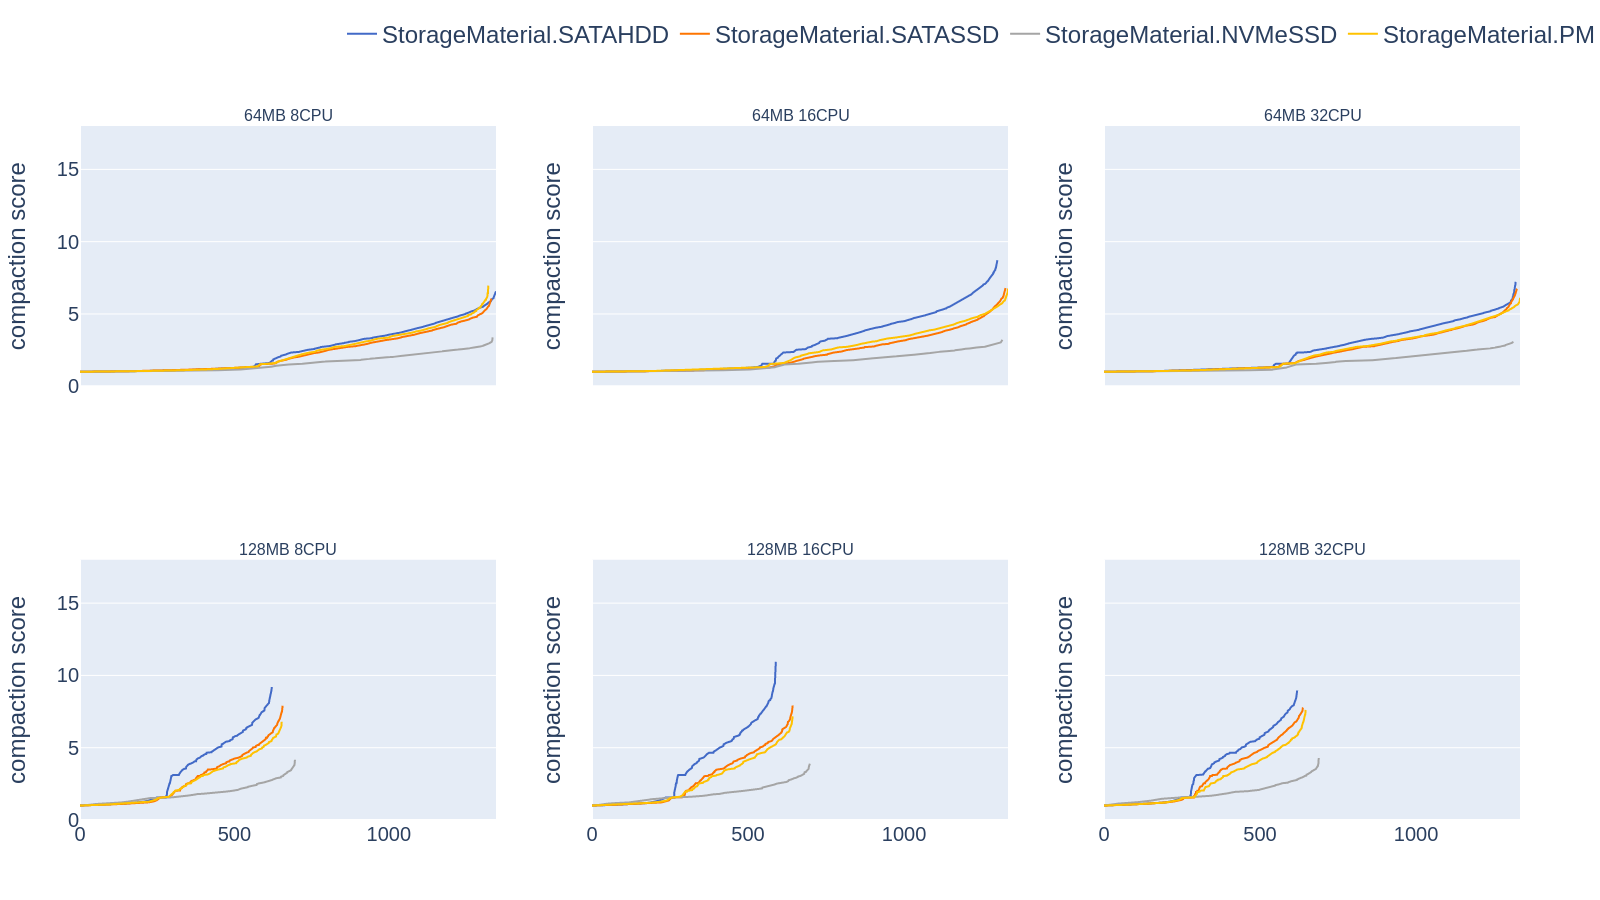 StorageMaterial.SATAHDD StorageMaterial.SATASSD StorageMaterial.NVMeSSD StorageMaterial.PM
64MB 8CPU
compaction score
15
10
5
0
64MB 16CPU
compaction score
64MB 32CPU
compaction score
128MB 8CPU
compaction score
15
10
5
0
0 500 1000
128MB 16CPU
compaction score
0 500 1000
128MB 32CPU
compaction score
0 500 1000